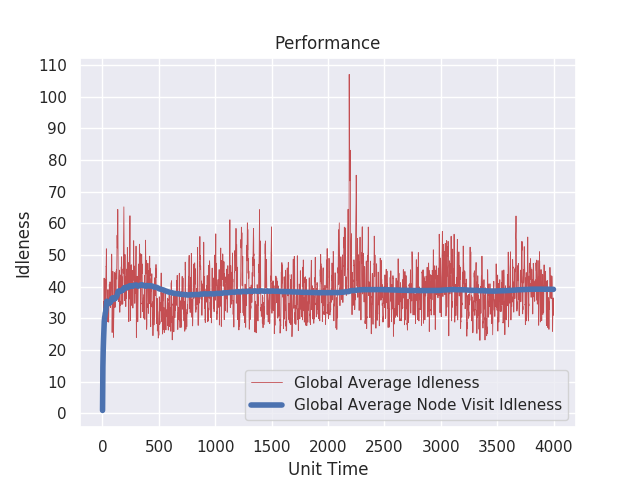 Performance
110
100
90
80
70
60
50
40
30
20
10
0
Idleness
Global Average Idleness
Global Average Node Visit Idleness
0 500 1000 1500 2000 2500 3000 3500 4000
Unit Time